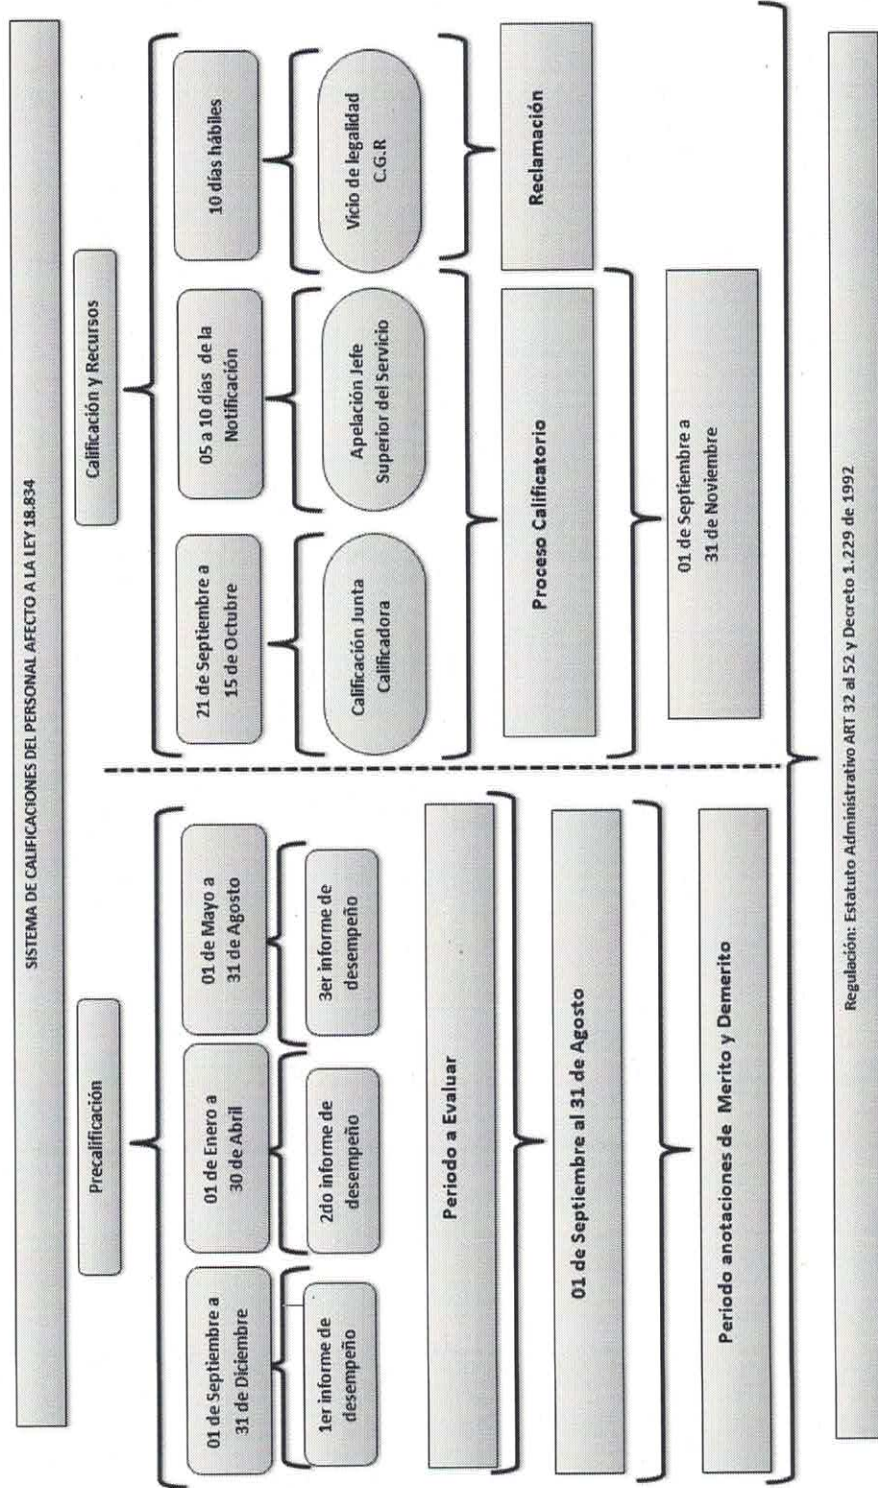 SISTEMA DE CALIFICACIONES DEL PERSONAL AFECTO A LA LEY 18.834
Precalificación
01 de Septiembre a
31 de Diciembre
01 de Enero a
30 de Abril
01 de Mayo a
31 de Agosto
1er informe de
desempeño
2do informe de
desempeño
3er informe de
desempeño
Periodo a Evaluar
01 de Septiembre al 31 de Agosto
Periodo anotaciones de Merito y Demerito
Calificación y Recursos
21 de Septiembre a
15 de Octubre
05 a 10 días de la
Notificación
10 días hábiles
Calificación Junta
Calificadora
Apelación Jefe
Superior del Servicio
Vicio de legalidad
C.G.R
Proceso Calificatorio
Reclamación
01 de Septiembre a
31 de Noviembre
Regulación: Estatuto Administrativo ART 32 al 52 y Decreto 1.229 de 1992